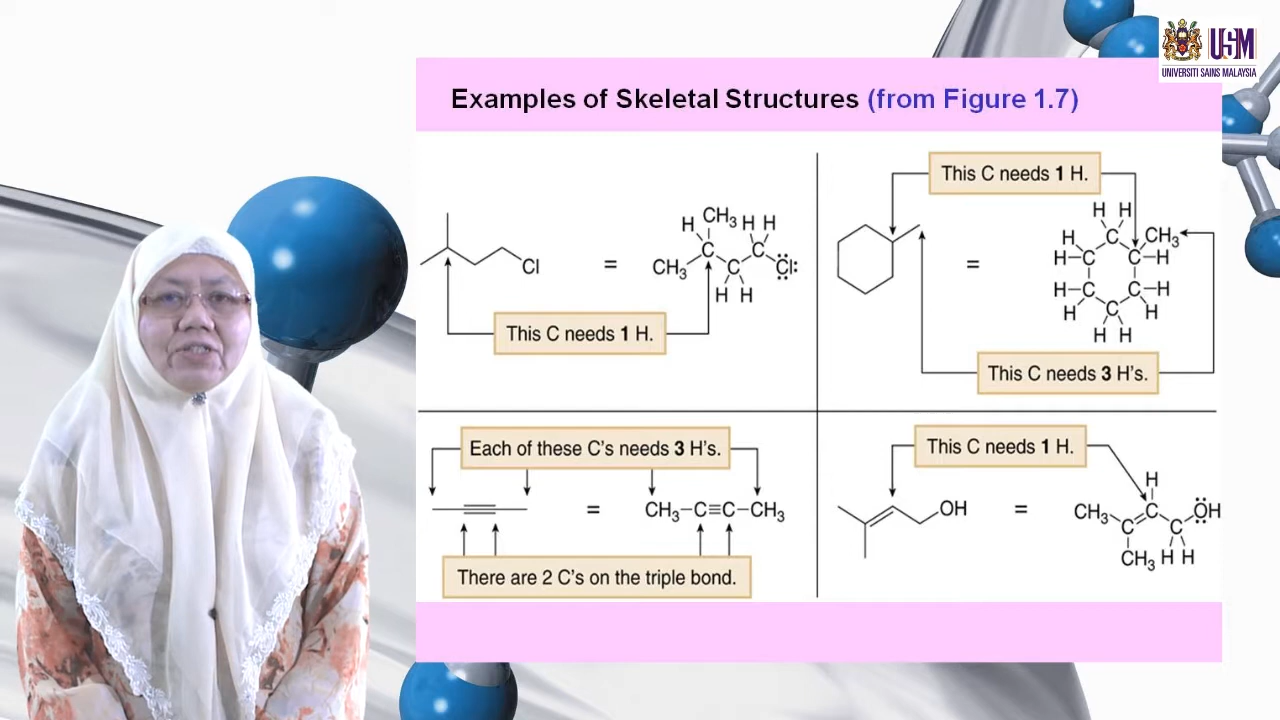 USM
UNIVERSITI SAINS MALAYSIA
Examples of Skeletal Structures (from Figure 1.7)
Cl
=
H CH₃ H H
C C
CH₃ C Cl:
H H
This C needs 1 H.
This C needs 1 H.
=
H H
H C CH₃
H–C C–H
H–C C–H
H C H
H H
This C needs 3 H's.
Each of these C's needs 3 H's.
=
CH₃–C≡C–CH₃
There are 2 C's on the triple bond.
This C needs 1 H.
OH
=
H
CH₃ C ÖH
C C
CH₃ H H